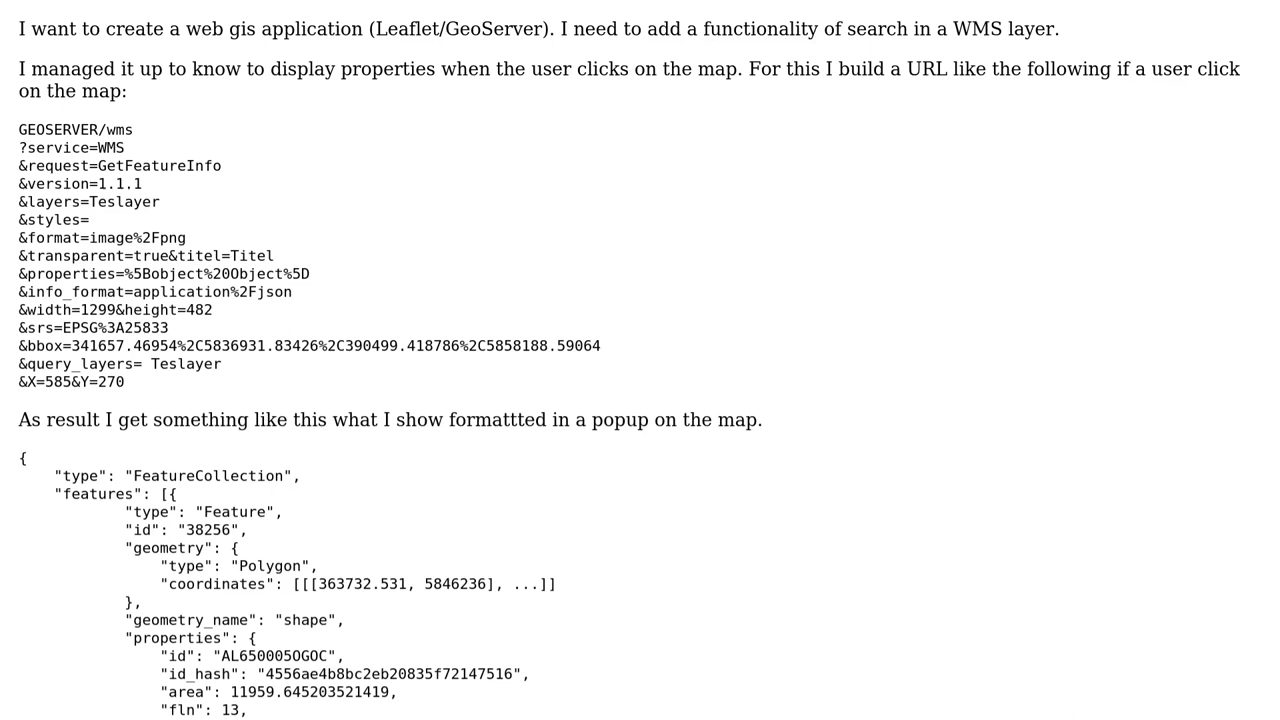 I want to create a web gis application (Leaflet/GeoServer). I need to add a functionality of search in a WMS layer.
I managed it up to know to display properties when the user clicks on the map. For this I build a URL like the following if a user click
on the map:
GEOSERVER/wms
?service=WMS
&request=GetFeatureInfo
&version=1.1.1
&layers=Teslayer
&styles=
&format=image%2Fpng
&transparent=true&titel=Titel
&properties=%5Bobject%20Object%5D
&info_format=application%2Fjson
&width=1299&height=482
&srs=EPSG%3A25833
&bbox=341657.46954%2C5836931.83426%2C390499.418786%2C5858188.59064
&query_layers= Teslayer
&X=585&Y=270
As result I get something like this what I show formattted in a popup on the map.
{
    "type": "FeatureCollection",
    "features": [{
            "type": "Feature",
            "id": "38256",
            "geometry": {
                "type": "Polygon",
                "coordinates": [[[363732.531, 5846236], ...]]
            },
            "geometry_name": "shape",
            "properties": {
                "id": "AL650005OGOC",
                "id_hash": "4556ae4b8bc2eb20835f72147516",
                "area": 11959.645203521419,
                "fln": 13,